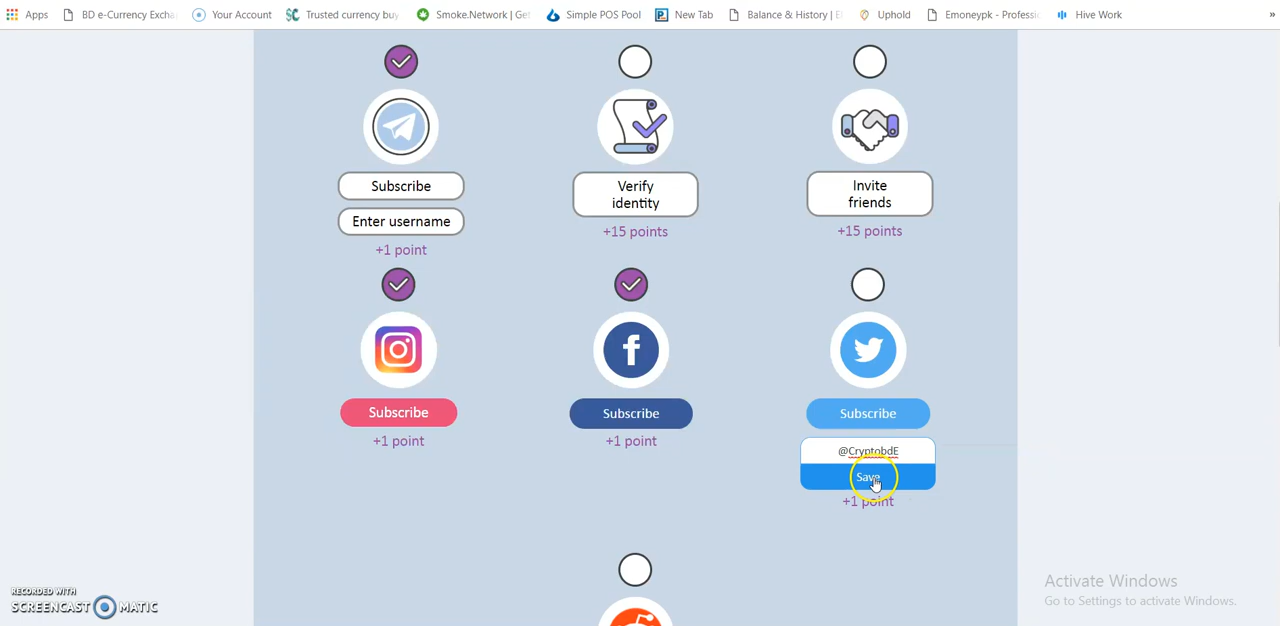 Apps
BD e-Currency Excha
Your Account
Trusted currency buy
Smoke.Network | Get
Simple POS Pool
New Tab
Balance & History | E
Uphold
Emoneypk - Professi
Hive Work
»
Subscribe
Enter username
+1 point
Verify
identity
+15 points
Invite
friends
+15 points
Subscribe
+1 point
f
Subscribe
+1 point
Subscribe
@CryptobdE
Save
+1 point
RECORDED WITH
SCREENCAST MATIC
Activate Windows
Go to Settings to activate Windows.